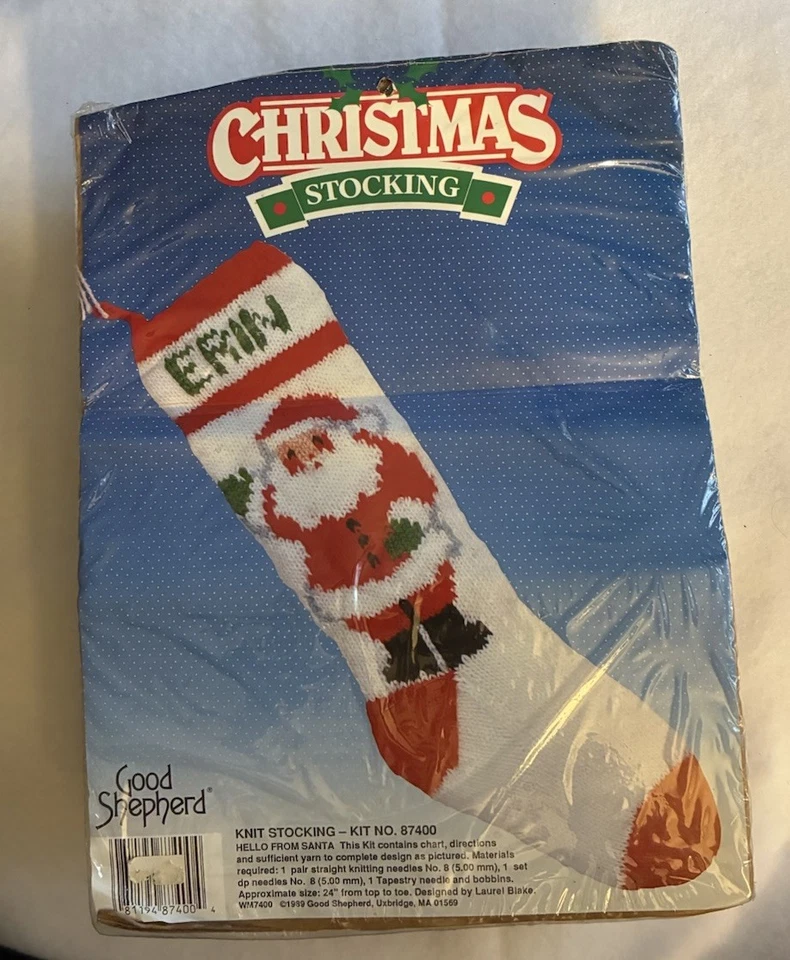 CHRISTMAS
STOCKING
ERIN
Good
Shepherd®
KNIT STOCKING – KIT NO. 87400
HELLO FROM SANTA This Kit contains chart, directions
and sufficient yarn to complete design as pictured. Materials
required: 1 pair straight knitting needles No. 8 (5.00 mm), 1 set
dp needles No. 8 (5.00 mm), 1 Tapestry needle and bobbins.
Approximate size: 24" from top to toe. Designed by Laurel Blake.
WM7400 ©1989 Good Shepherd, Uxbridge, MA 01569
81194 87400 4